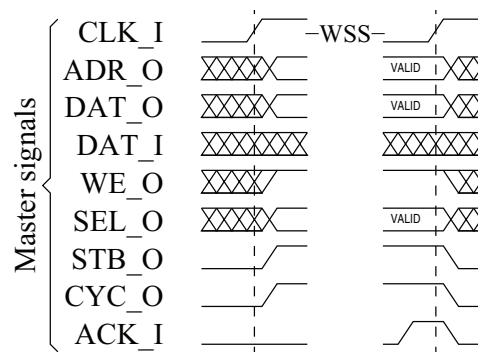 Master signals
CLK_I
-WSS-
ADR_O
VALID
DAT_O
VALID
DAT_I
WE_O
SEL_O
VALID
STB_O
CYC_O
ACK_I